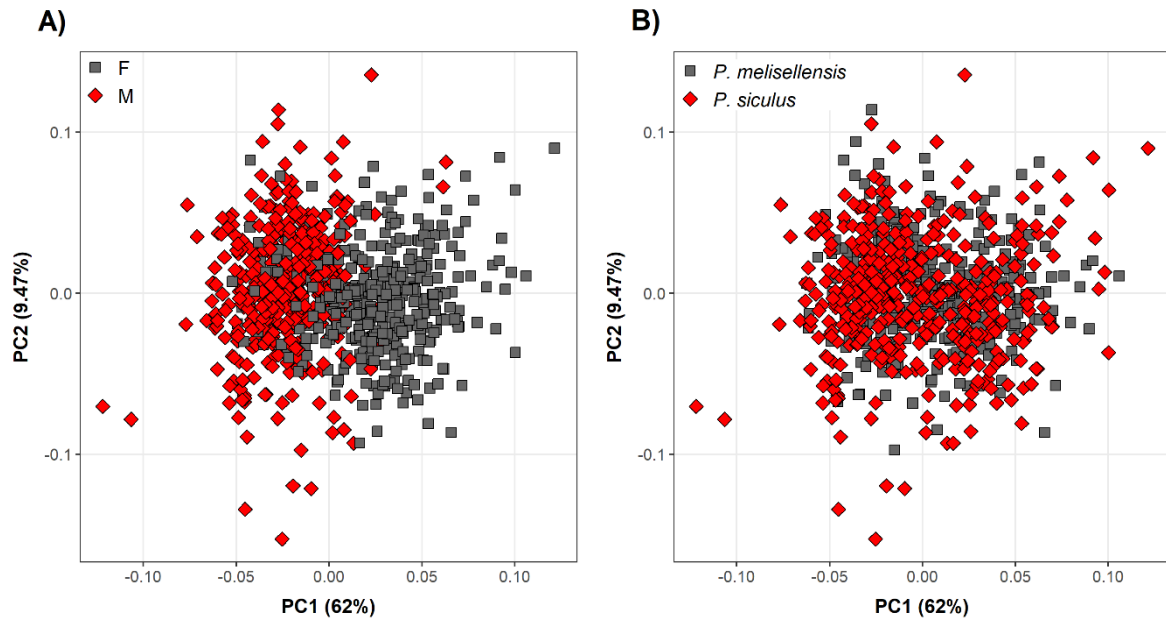 A)
F
M
0.1
0.0
-0.1
PC2 (9.47%)
-0.10
-0.05
0.00
0.05
0.10
PC1 (62%)
B)
P. melisellensis
P. siculus
0.1
0.0
-0.1
PC2 (9.47%)
-0.10
-0.05
0.00
0.05
0.10
PC1 (62%)